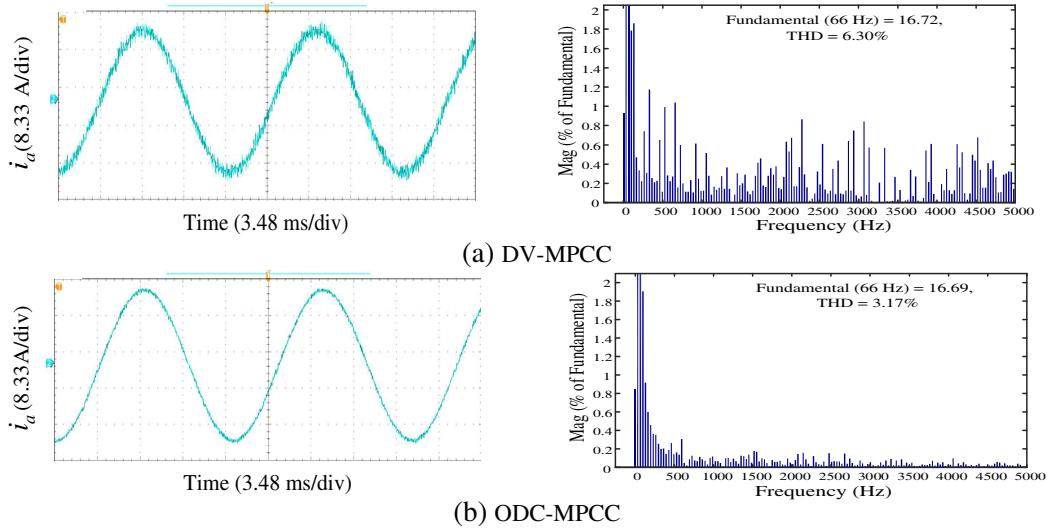 i_a (8.33 A/div)
Time (3.48 ms/div)
Mag (% of Fundamental)
2
1.8
1.6
1.4
1.2
1
0.8
0.6
0.4
0.2
0
Fundamental (66 Hz) = 16.72,
THD = 6.30%
0 500 1000 1500 2000 2500 3000 3500 4000 4500 5000
Frequency (Hz)
(a) DV-MPCC
i_a (8.33A/div)
Time (3.48 ms/div)
Mag (% of Fundamental)
2
1.8
1.6
1.4
1.2
1
0.8
0.6
0.4
0.2
0
Fundamental (66 Hz) = 16.69,
THD = 3.17%
0 500 1000 1500 2000 2500 3000 3500 4000 4500 5000
Frequency (Hz)
(b) ODC-MPCC